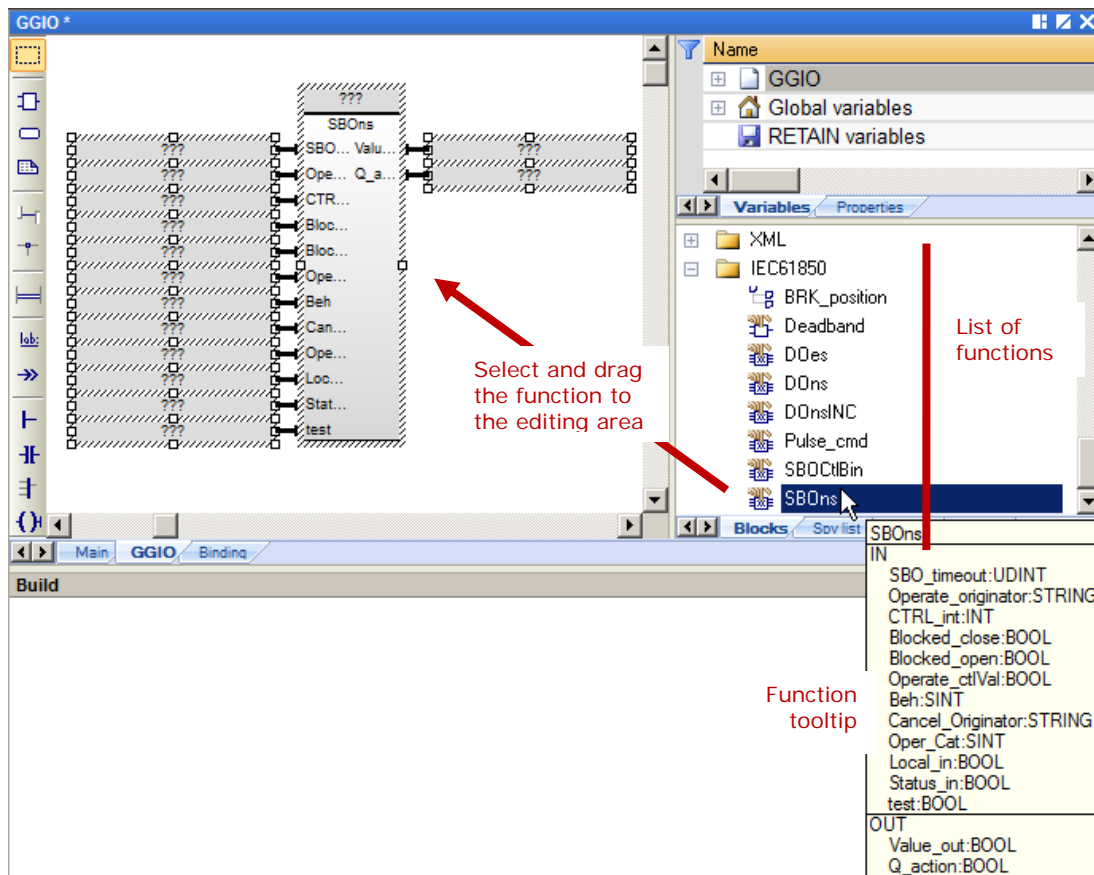 GGIO *
???
SBOns
SBO... Valu...
Ope... Q_a...
CTR...
Bloc...
Bloc...
Ope...
Beh
Can...
Ope...
Loc...
Stat...
test
???
???
???
???
???
???
???
???
???
???
???
???
???
???
lab:
Select and drag
the function to
the editing area
Name
GGIO
Global variables
RETAIN variables
Variables
Properties
XML
IEC61850
BRK_position
Deadband
DOes
DOns
DOnsINC
Pulse_cmd
SBOCtlBin
SBOns
List of
functions
Blocks
Spy list
Main
GGIO
Binding
Build
Function
tooltip
SBOns
IN
SBO_timeout:UDINT
Operate_originator:STRING
CTRL_int:INT
Blocked_close:BOOL
Blocked_open:BOOL
Operate_ctlVal:BOOL
Beh:SINT
Cancel_Originator:STRING
Oper_Cat:SINT
Local_in:BOOL
Status_in:BOOL
test:BOOL
OUT
Value_out:BOOL
Q_action:BOOL